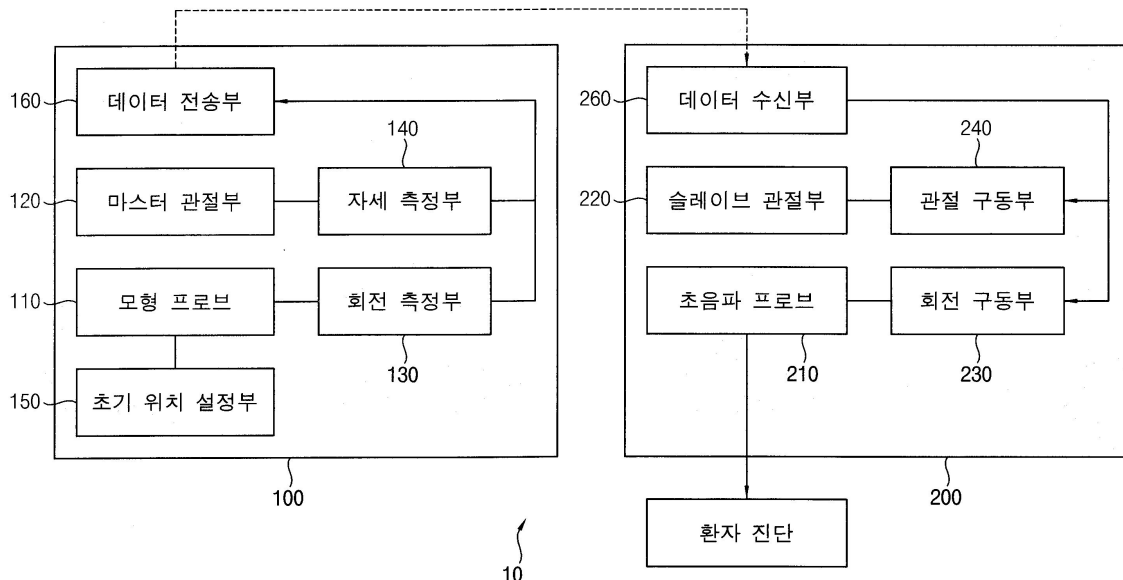 160
데이터 전송부
140
120
마스터 관절부
자세 측정부
110
모형 프로브
회전 측정부
130
150
초기 위치 설정부
100
260
데이터 수신부
240
220
슬레이브 관절부
관절 구동부
초음파 프로브
회전 구동부
210
230
200
환자 진단
10